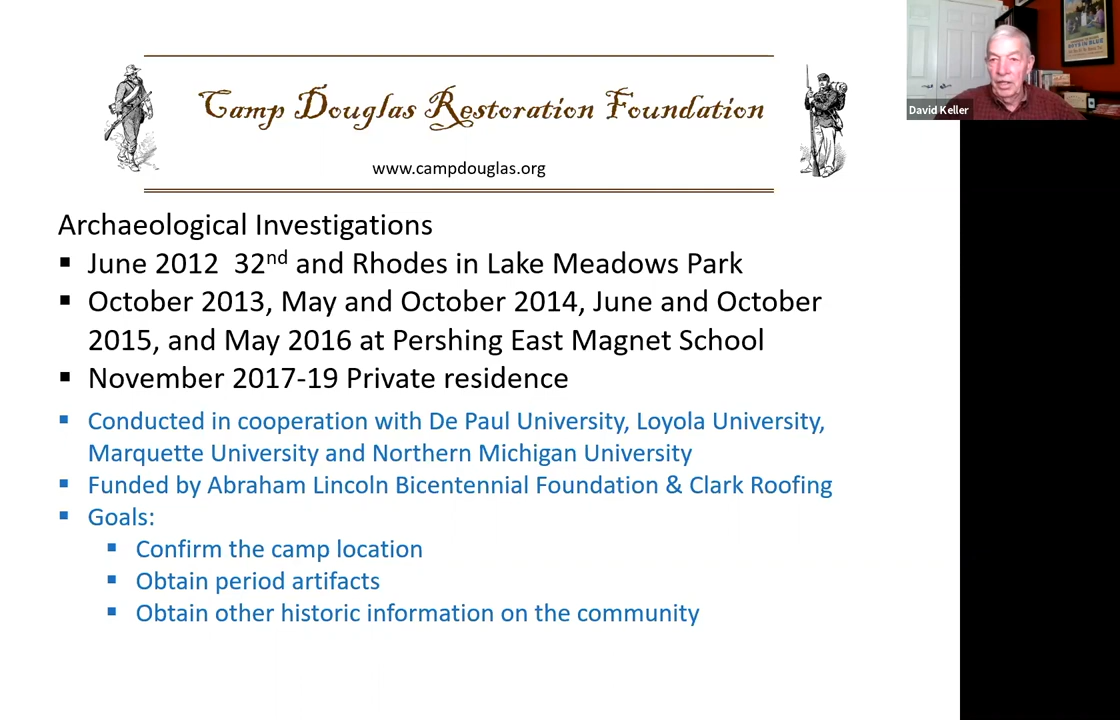 Camp Douglas Restoration Foundation
www.campdouglas.org
David Keller
Archaeological Investigations
▪ June 2012  32nd and Rhodes in Lake Meadows Park
▪ October 2013, May and October 2014, June and October
2015, and May 2016 at Pershing East Magnet School
▪ November 2017-19 Private residence
▪ Conducted in cooperation with De Paul University, Loyola University,
Marquette University and Northern Michigan University
▪ Funded by Abraham Lincoln Bicentennial Foundation & Clark Roofing
▪ Goals:
▪ Confirm the camp location
▪ Obtain period artifacts
▪ Obtain other historic information on the community